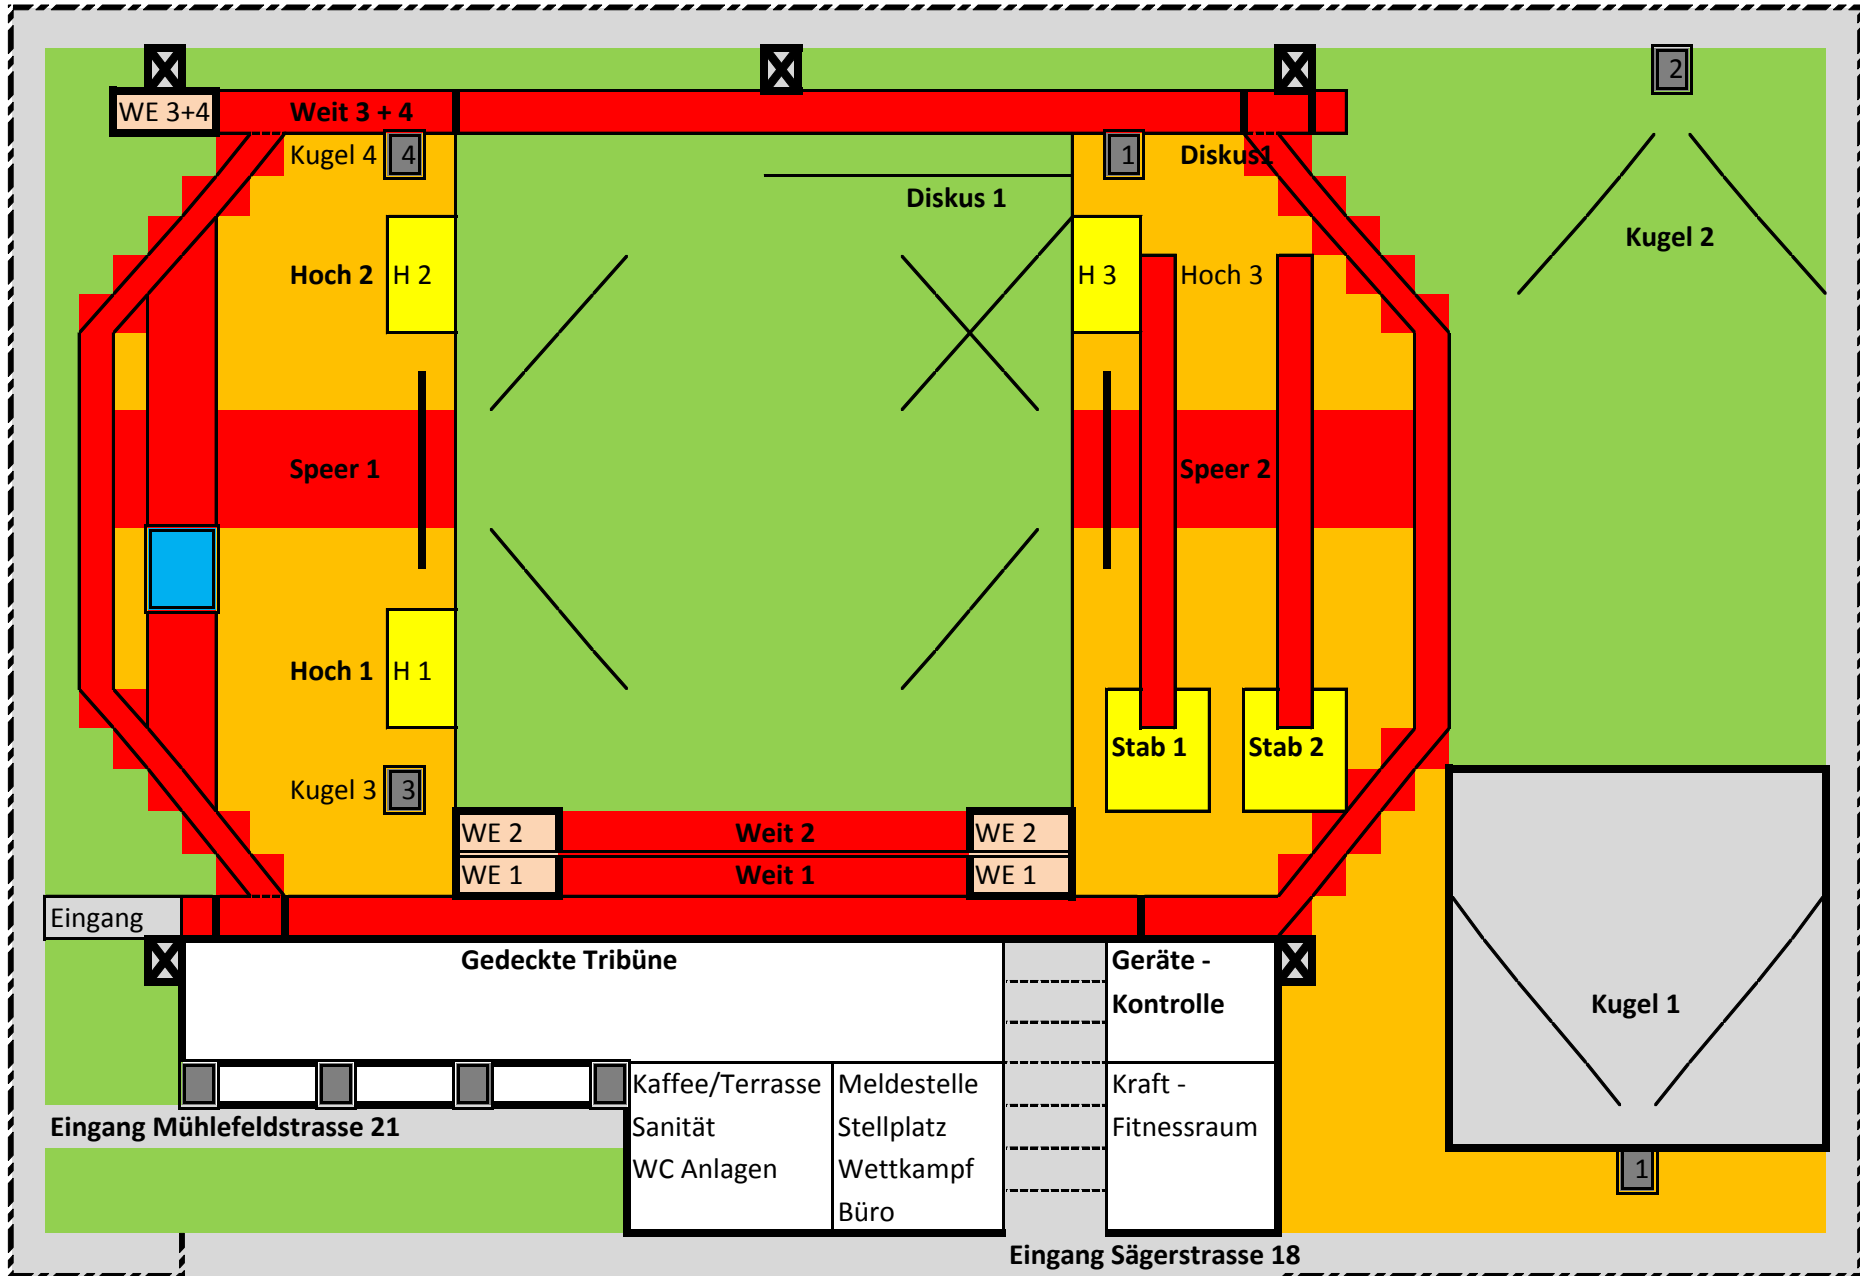 2
WE 3+4 Weit 3 + 4
Kugel 4 4 1 Diskus1
Diskus 1
Kugel 2
Hoch 2 H 2 H 3 Hoch 3
Speer 1 Speer 2
Hoch 1 H 1
Stab 1 Stab 2
Kugel 3 3
WE 2 Weit 2 WE 2
WE 1 Weit 1 WE 1
Eingang
Gedeckte Tribüne
Geräte -
Kontrolle
Kugel 1
Kaffee/Terrasse
Sanität
WC Anlagen
Meldestelle
Stellplatz
Wettkampf
Büro
Kraft -
Fitnessraum
Eingang Mühlefeldstrasse 21
1
Eingang Sägerstrasse 18